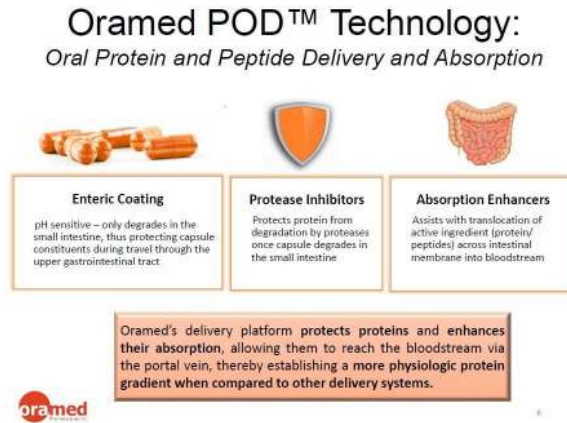 Oramed POD™ Technology:
Oral Protein and Peptide Delivery and Absorption
Enteric Coating
pH sensitive – only degrades in the
small intestine, thus protecting capsule
constituents during travel through the
upper gastrointestinal tract
Protease Inhibitors
Protects protein from
degradation by proteases
once capsule degrades in
the small intestine
Absorption Enhancers
Assists with translocation of
active ingredient (protein/
peptides) across intestinal
membrane into bloodstream
Oramed's delivery platform protects proteins and enhances
their absorption, allowing them to reach the bloodstream via
the portal vein, thereby establishing a more physiologic protein
gradient when compared to other delivery systems.
oramed
6